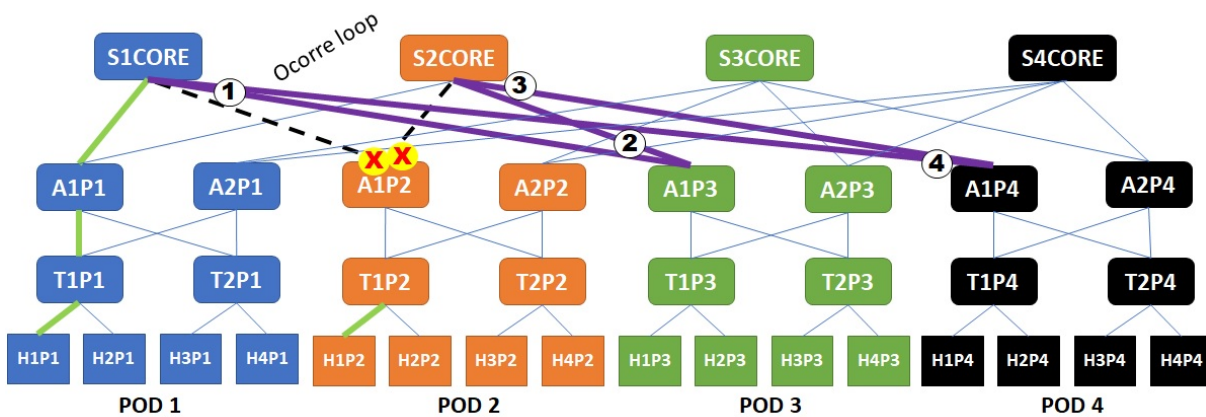 S1CORE
Ocorre loop
S2CORE
S3CORE
S4CORE
1
3
2
4
X
X
A1P1
A2P1
A1P2
A2P2
A1P3
A2P3
A1P4
A2P4
T1P1
T2P1
T1P2
T2P2
T1P3
T2P3
T1P4
T2P4
H1P1
H2P1
H3P1
H4P1
H1P2
H2P2
H3P2
H4P2
H1P3
H2P3
H3P3
H4P3
H1P4
H2P4
H3P4
H4P4
POD 1
POD 2
POD 3
POD 4